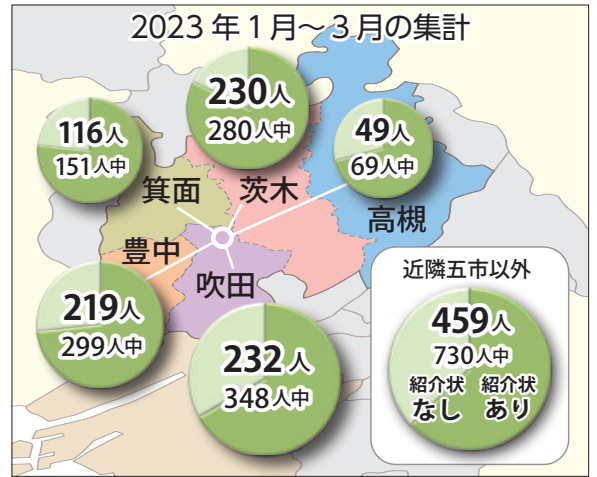 2023年1月～3月の集計
230人
280人中
116人
151人中
49人
69人中
箕面
茨木
高槻
豊中
吹田
219人
299人中
232人
348人中
近隣五市以外
459人
730人中
紹介状 紹介状
なし あり